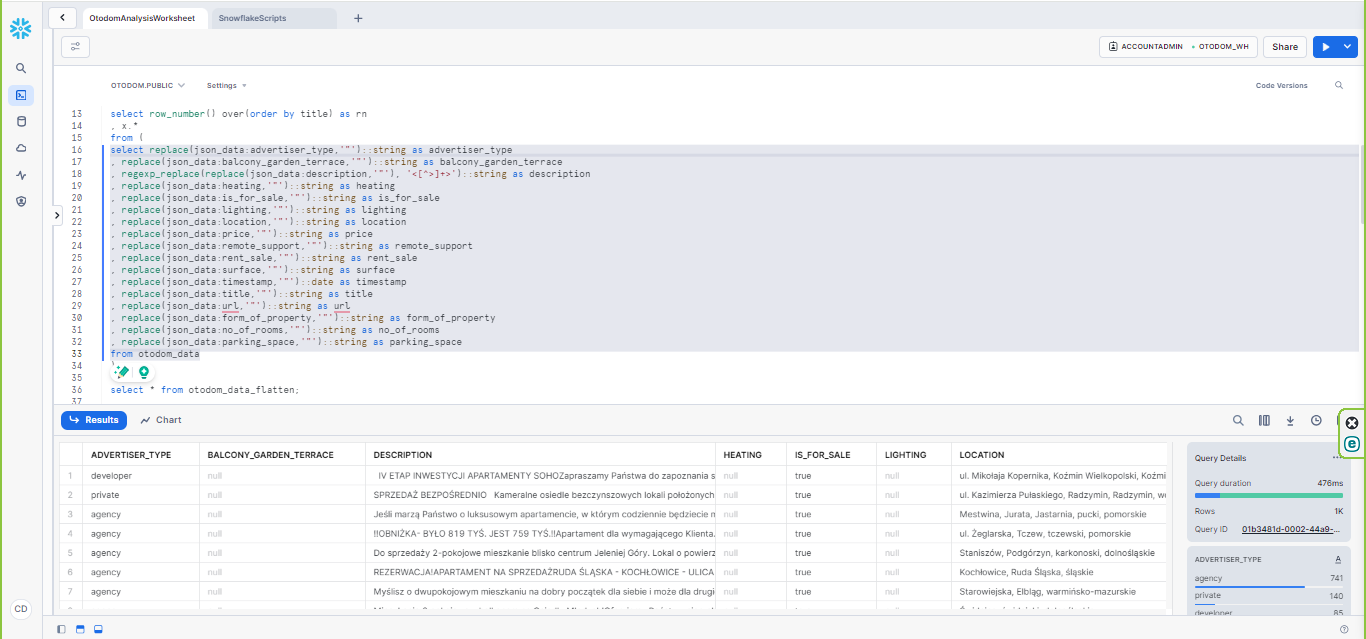 OtodomAnalysisWorksheet SnowflakeScripts +
ACCOUNTADMIN • OTODOM_WH Share
OTODOM.PUBLIC Settings Code Versions
13 select row_number() over(order by title) as rn
14 , x.*
15 from (
16 select replace(json_data:advertiser_type,'"')::string as advertiser_type
17 , replace(json_data:balcony_garden_terrace,'"')::string as balcony_garden_terrace
18 , regexp_replace(replace(json_data:description,'"'), '<[^>]+>')::string as description
19 , replace(json_data:heating,'"')::string as heating
20 , replace(json_data:is_for_sale,'"')::string as is_for_sale
21 , replace(json_data:lighting,'"')::string as lighting
22 , replace(json_data:location,'"')::string as location
23 , replace(json_data:price,'"')::string as price
24 , replace(json_data:remote_support,'"')::string as remote_support
25 , replace(json_data:rent_sale,'"')::string as rent_sale
26 , replace(json_data:surface,'"')::string as surface
27 , replace(json_data:timestamp,'"')::date as timestamp
28 , replace(json_data:title,'"')::string as title
29 , replace(json_data:url,'"')::string as url
30 , replace(json_data:form_of_property,'"')::string as form_of_property
31 , replace(json_data:no_of_rooms,'"')::string as no_of_rooms
32 , replace(json_data:parking_space,'"')::string as parking_space
33 from otodom_data
34
35
36 select * from otodom_data_flatten;
37
Results Chart
ADVERTISER_TYPE BALCONY_GARDEN_TERRACE DESCRIPTION HEATING IS_FOR_SALE LIGHTING LOCATION
1 developer null IV ETAP INWESTYCJI APARTAMENTY SOHOZapraszamy Państwa do zapoznania s null true null ul. Mikołaja Kopernika, Koźmin Wielkopolski, Koźmi
2 private null SPRZEDAŻ BEZPOŚREDNIO Kameralne osiedle bezczynszowych lokali położonych null true null ul. Kazimierza Pułaskiego, Radzymin, Radzymin, we
3 agency null Jeśli marzą Państwo o luksusowym apartamencie, w którym codziennie będziecie m null true null Mestwina, Jurata, Jastarnia, pucki, pomorskie
4 agency null !!OBNIŻKA- BYŁO 819 TYŚ. JEST 759 TYŚ.!!Apartament dla wymagającego Klienta. null true null ul. Żeglarska, Tczew, tczewski, pomorskie
5 agency null Do sprzedaży 2-pokojowe mieszkanie blisko centrum Jeleniej Góry. Lokal o powierz null true null Staniszów, Podgórzyn, karkonoski, dolnośląskie
6 agency null REZERWACJA!APARTAMENT NA SPRZEDAŻRUDA ŚLĄSKA - KOCHŁOWICE - ULICA null true null Kochłowice, Ruda Śląska, śląskie
7 agency null Myślisz o dwupokojowym mieszkaniu na dobry początek dla siebie i może dla drugi null true null Starowiejska, Elbląg, warmińsko-mazurskie
Query Details ...
Query duration 476ms
Rows 1K
Query ID 01b3481d-0002-44a9-...
ADVERTISER_TYPE A
agency 741
private 140
developer 85
CD